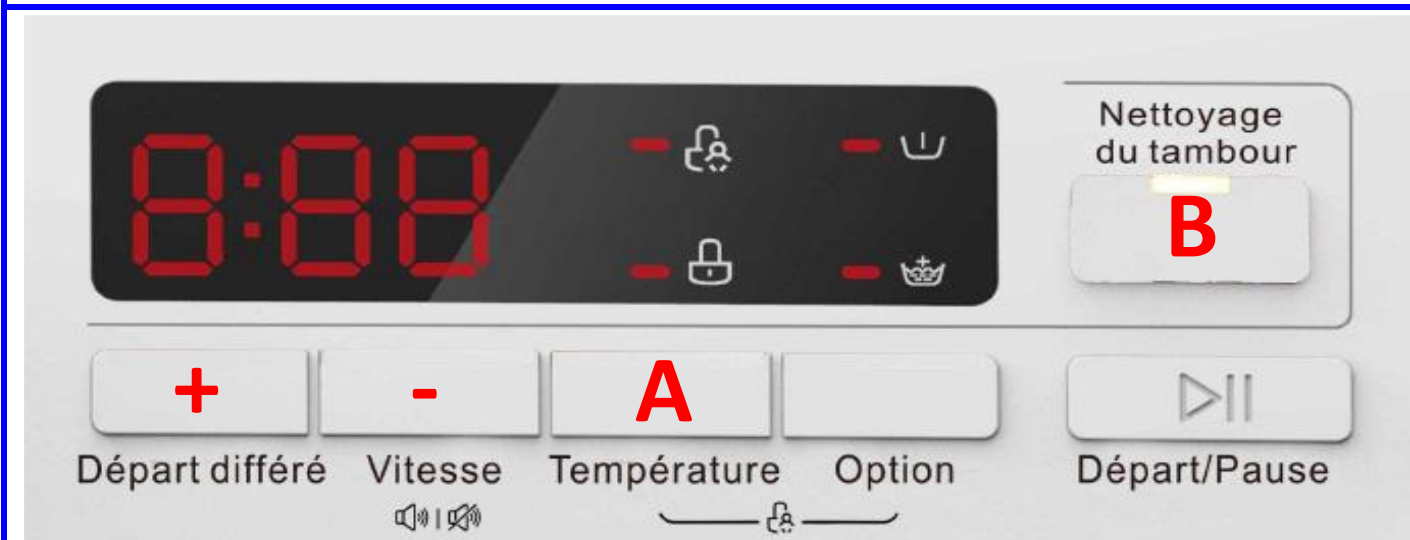 8:88
Nettoyage
du tambour
B
+ - A
Départ différé Vitesse Température Option Départ/Pause